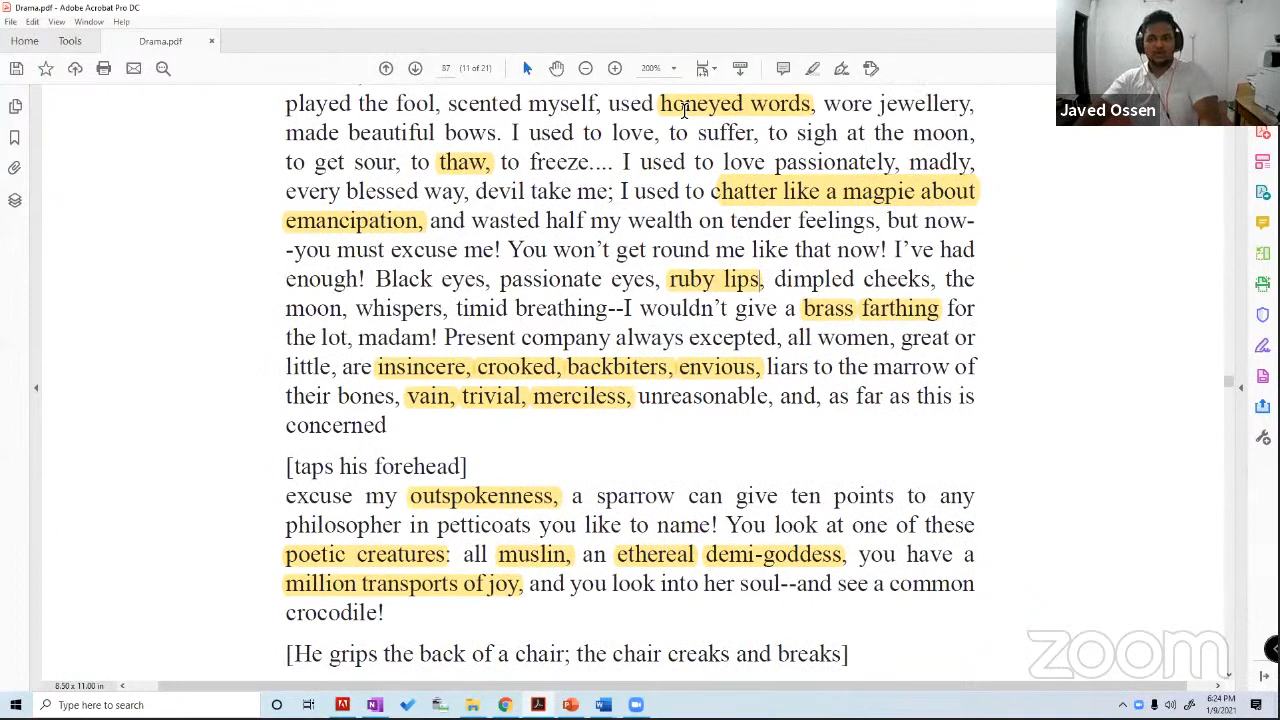 Drama.pdf - Adobe Acrobat Pro DC
File Edit View Window Help
Home Tools Drama.pdf ×
87 (11 of 21) 200%
Javed Ossen
played the fool, scented myself, used honeyed words, wore jewellery,
made beautiful bows. I used to love, to suffer, to sigh at the moon,
to get sour, to thaw, to freeze.... I used to love passionately, madly,
every blessed way, devil take me; I used to chatter like a magpie about
emancipation, and wasted half my wealth on tender feelings, but now-
-you must excuse me! You won't get round me like that now! I've had
enough! Black eyes, passionate eyes, ruby lips, dimpled cheeks, the
moon, whispers, timid breathing--I wouldn't give a brass farthing for
the lot, madam! Present company always excepted, all women, great or
little, are insincere, crooked, backbiters, envious, liars to the marrow of
their bones, vain, trivial, merciless, unreasonable, and, as far as this is
concerned
[taps his forehead]
excuse my outspokenness, a sparrow can give ten points to any
philosopher in petticoats you like to name! You look at one of these
poetic creatures: all muslin, an ethereal demi-goddess, you have a
million transports of joy, and you look into her soul--and see a common
crocodile!
[He grips the back of a chair; the chair creaks and breaks]
zoom
8.50 x 11.00 in
Type here to search
6:24 PM
1/9/2021